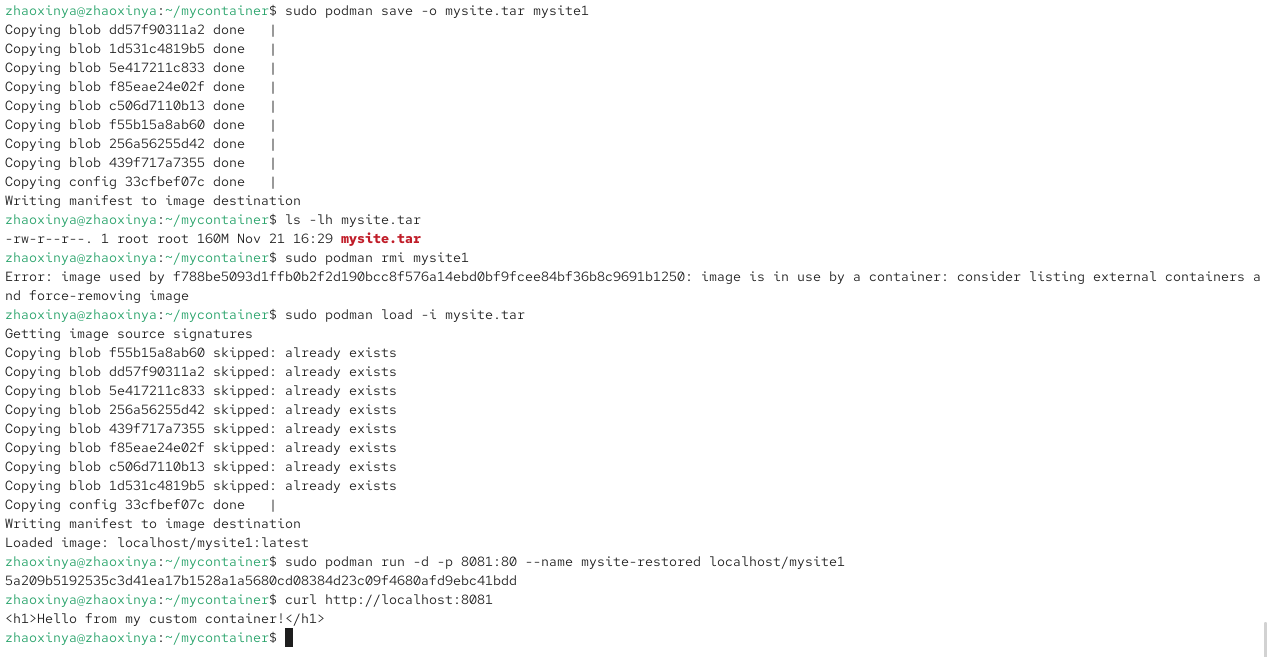 zhaoxinya@zhaoxinya:~/mycontainer$ sudo podman save -o mysite.tar mysite1
Copying blob dd57f90311a2 done   |
Copying blob 1d531c4819b5 done   |
Copying blob 5e417211c833 done   |
Copying blob f85eae24e02f done   |
Copying blob c506d7110b13 done   |
Copying blob f55b15a8ab60 done   |
Copying blob 256a56255d42 done   |
Copying blob 439f717a7355 done   |
Copying config 33cfbef07c done   |
Writing manifest to image destination
zhaoxinya@zhaoxinya:~/mycontainer$ ls -lh mysite.tar
-rw-r--r--. 1 root root 160M Nov 21 16:29 mysite.tar
zhaoxinya@zhaoxinya:~/mycontainer$ sudo podman rmi mysite1
Error: image used by f788be5093d1ffb0b2f2d190bcc8f576a14ebd0bf9fcee84bf36b8c9691b1250: image is in use by a container: consider listing external containers a
nd force-removing image
zhaoxinya@zhaoxinya:~/mycontainer$ sudo podman load -i mysite.tar
Getting image source signatures
Copying blob f55b15a8ab60 skipped: already exists
Copying blob dd57f90311a2 skipped: already exists
Copying blob 5e417211c833 skipped: already exists
Copying blob 256a56255d42 skipped: already exists
Copying blob 439f717a7355 skipped: already exists
Copying blob f85eae24e02f skipped: already exists
Copying blob c506d7110b13 skipped: already exists
Copying blob 1d531c4819b5 skipped: already exists
Copying config 33cfbef07c done   |
Writing manifest to image destination
Loaded image: localhost/mysite1:latest
zhaoxinya@zhaoxinya:~/mycontainer$ sudo podman run -d -p 8081:80 --name mysite-restored localhost/mysite1
5a209b5192535c3d41ea17b1528a1a5680cd08384d23c09f4680afd9ebc41bdd
zhaoxinya@zhaoxinya:~/mycontainer$ curl http://localhost:8081
<h1>Hello from my custom container!</h1>
zhaoxinya@zhaoxinya:~/mycontainer$